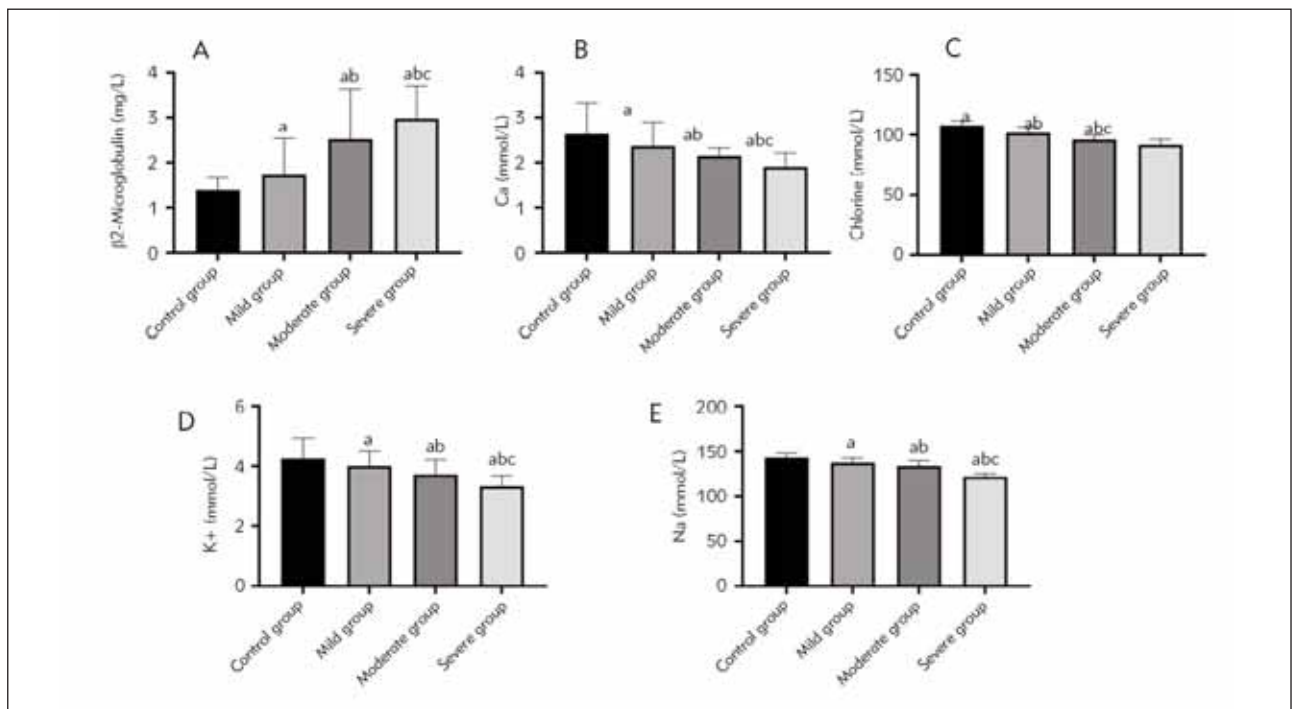 A
β2-Microglobulin (mg/L)
4
3
2
1
0
a
ab
abc
Control group
Mild group
Moderate group
Severe group
B
Ca (mmol/L)
4
3
2
1
0
a
ab
abc
Control group
Mild group
Moderate group
Severe group
C
Chlorine (mmol/L)
150
100
50
0
a
ab
abc
Control group
Mild group
Moderate group
Severe group
D
K+ (mmol/L)
6
4
2
0
a
ab
abc
Control group
Mild group
Moderate group
Severe group
E
Na (mmol/L)
200
150
100
50
0
a
ab
abc
Control group
Mild group
Moderate group
Severe group